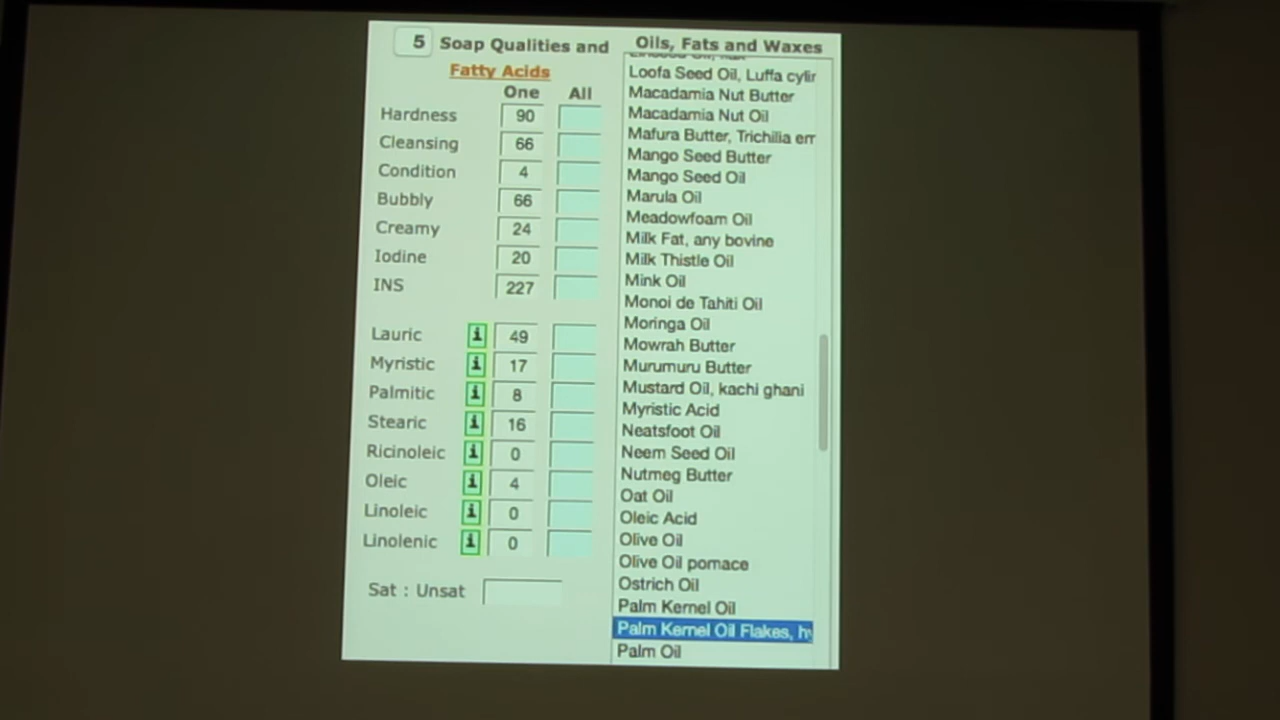 5 Soap Qualities and
Fatty Acids
One All
Hardness 90
Cleansing 66
Condition 4
Bubbly 66
Creamy 24
Iodine 20
INS 227
Lauric i 49
Myristic i 17
Palmitic i 8
Stearic i 16
Ricinoleic i 0
Oleic i 4
Linoleic i 0
Linolenic i 0
Sat : Unsat
Oils, Fats and Waxes
Loofa Seed Oil, Luffa cylir
Macadamia Nut Butter
Macadamia Nut Oil
Mafura Butter, Trichilia em
Mango Seed Butter
Mango Seed Oil
Marula Oil
Meadowfoam Oil
Milk Fat, any bovine
Milk Thistle Oil
Mink Oil
Monoi de Tahiti Oil
Moringa Oil
Mowrah Butter
Murumuru Butter
Mustard Oil, kachi ghani
Myristic Acid
Neatsfoot Oil
Neem Seed Oil
Nutmeg Butter
Oat Oil
Oleic Acid
Olive Oil
Olive Oil pomace
Ostrich Oil
Palm Kernel Oil
Palm Kernel Oil Flakes, hy
Palm Oil